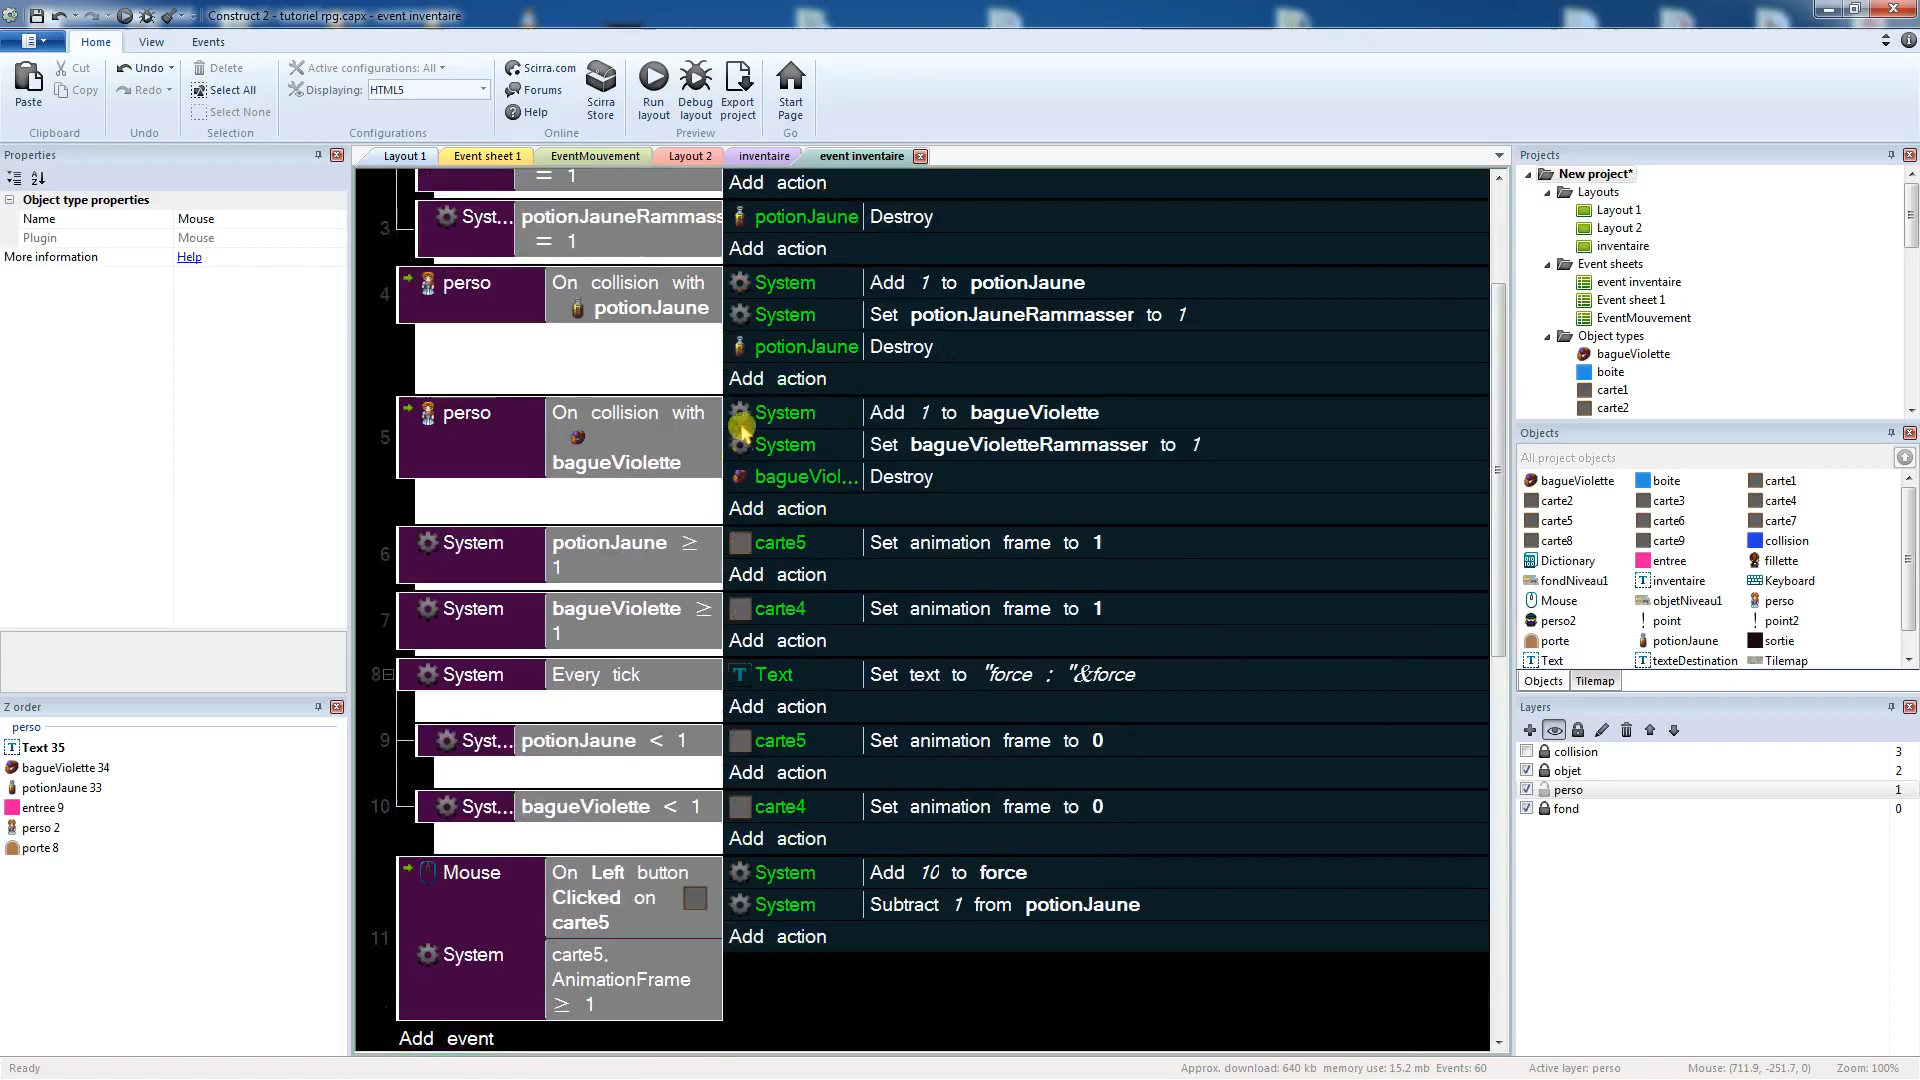 Construct 2 - tutoriel rpg.capx - event inventaire
Home View Events
Paste
Cut
Copy
Clipboard
Undo
Redo
Undo
Delete
Select All
Select None
Selection
Active configurations: All
Displaying: HTML5
Configurations
Scirra.com
Forums
Help
Scirra Store
Online
Run layout
Debug layout
Export project
Preview
Start Page
Go
Properties
Object type properties
Name Mouse
Plugin Mouse
More information Help
Z order
perso
Text 35
bagueViolette 34
potionJaune 33
entree 9
perso 2
porte 8
Layout 1 Event sheet 1 EventMouvement Layout 2 inventaire event inventaire
= 1
Add action
3 Syst... potionJauneRammass
= 1
potionJaune Destroy
Add action
4 perso On collision with
potionJaune
System Add 1 to potionJaune
System Set potionJauneRammasser to 1
potionJaune Destroy
Add action
5 perso On collision with
bagueViolette
System Add 1 to bagueViolette
System Set bagueVioletteRammasser to 1
bagueViol... Destroy
Add action
6 System potionJaune ≥
1
carte5 Set animation frame to 1
Add action
7 System bagueViolette ≥
1
carte4 Set animation frame to 1
Add action
8 System Every tick
Text Set text to "force : "&force
Add action
9 Syst... potionJaune < 1
carte5 Set animation frame to 0
Add action
10 Syst... bagueViolette < 1
carte4 Set animation frame to 0
Add action
11 Mouse On Left button
Clicked on
carte5
System carte5.
AnimationFrame
≥ 1
System Add 10 to force
System Subtract 1 from potionJaune
Add action
Add event
Projects
New project*
Layouts
Layout 1
Layout 2
inventaire
Event sheets
event inventaire
Event sheet 1
EventMouvement
Object types
bagueViolette
boite
carte1
carte2
Objects
All project objects
bagueViolette boite carte1
carte2 carte3 carte4
carte5 carte6 carte7
carte8 carte9 collision
Dictionary entree fillette
fondNiveau1 inventaire Keyboard
Mouse objetNiveau1 perso
perso2 point point2
porte potionJaune sortie
Text texteDestination Tilemap
Objects Tilemap
Layers
collision 3
objet 2
perso 1
fond 0
Ready
Approx. download: 640 kb memory use: 15.2 mb Events: 60
Active layer: perso
Mouse: (711.9, -251.7, 0)
Zoom: 100%